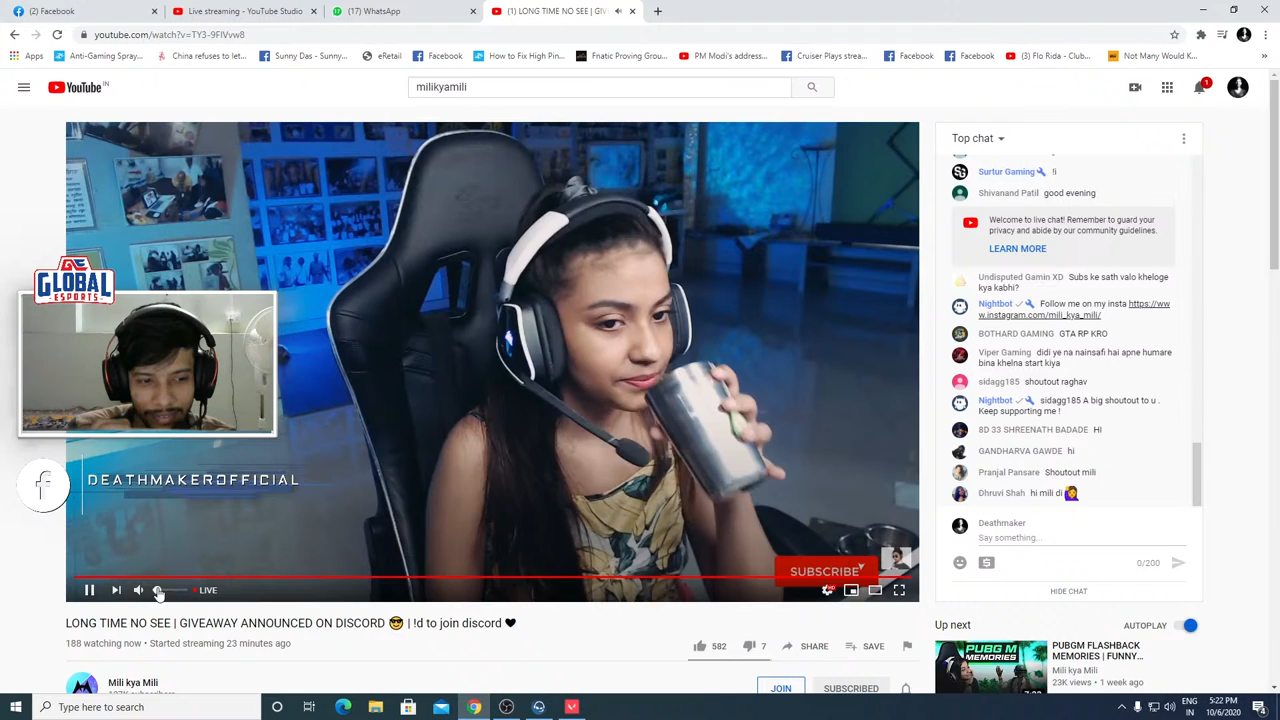 (2) Facebook
Live streaming - YouTube Studio
(17) WhatsApp
(1) LONG TIME NO SEE | GIV
youtube.com/watch?v=TY3-9FIVvw8
Apps
Anti-Gaming Spray...
China refuses to let...
Sunny Das - Sunny...
eRetail
Facebook
How to Fix High Pin...
Fnatic Proving Grou...
PM Modi's address...
Cruiser Plays strea...
Facebook
Facebook
(3) Flo Rida - Club...
Not Many Would K...
»
YouTube IN
milikyamili
1
GLOBAL
ESPORTS
DEATHMAKEROFFICIAL
SUBSCRIBE
LIVE
HD
LONG TIME NO SEE | GIVEAWAY ANNOUNCED ON DISCORD 😎 | !d to join discord ♥
188 watching now • Started streaming 23 minutes ago
582
7
SHARE
SAVE
Mili kya Mili
JOIN
SUBSCRIBED
Top chat
Surtur Gaming !i
Shivanand Patil good evening
Welcome to live chat! Remember to guard your
privacy and abide by our community guidelines.
LEARN MORE
Undisputed Gamin XD Subs ke sath valo kheloge
kya kabhi?
Nightbot Follow me on my insta https://ww
w.instagram.com/mili_kya_mili/
BOTHARD GAMING GTA RP KRO
Viper Gaming didi ye na nainsafi hai apne humare
bina khelna start kiya
sidagg185 shoutout raghav
Nightbot sidagg185 A big shoutout to u .
Keep supporting me !
8D 33 SHREENATH BADADE HI
GANDHARVA GAWDE hi
Pranjal Pansare Shoutout mili
Dhruvi Shah hi mili di 🙋‍♀️
Deathmaker
Say something...
0/200
HIDE CHAT
Up next
AUTOPLAY
PUBG M
MEMORIES
PUBGM FLASHBACK
MEMORIES | FUNNY...
Mili kya Mili
23K views • 1 week ago
Type here to search
ENG
IN
5:22 PM
10/6/2020